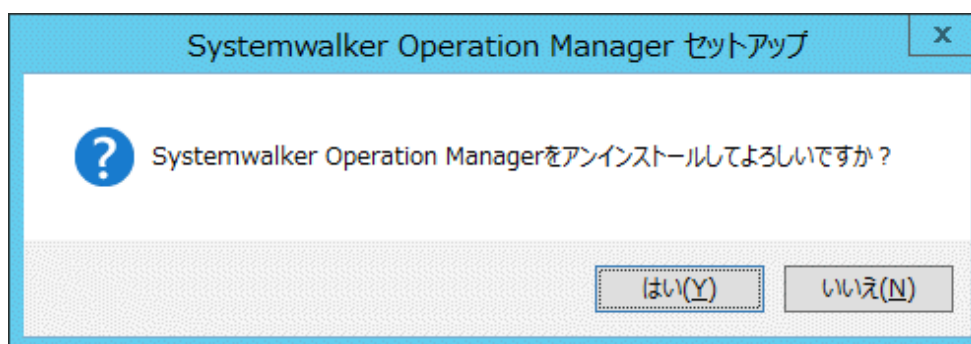 Systemwalker Operation Manager セットアップ
x
?
Systemwalker Operation Managerをアンインストールしてよろしいですか？
はい(Y)
いいえ(N)